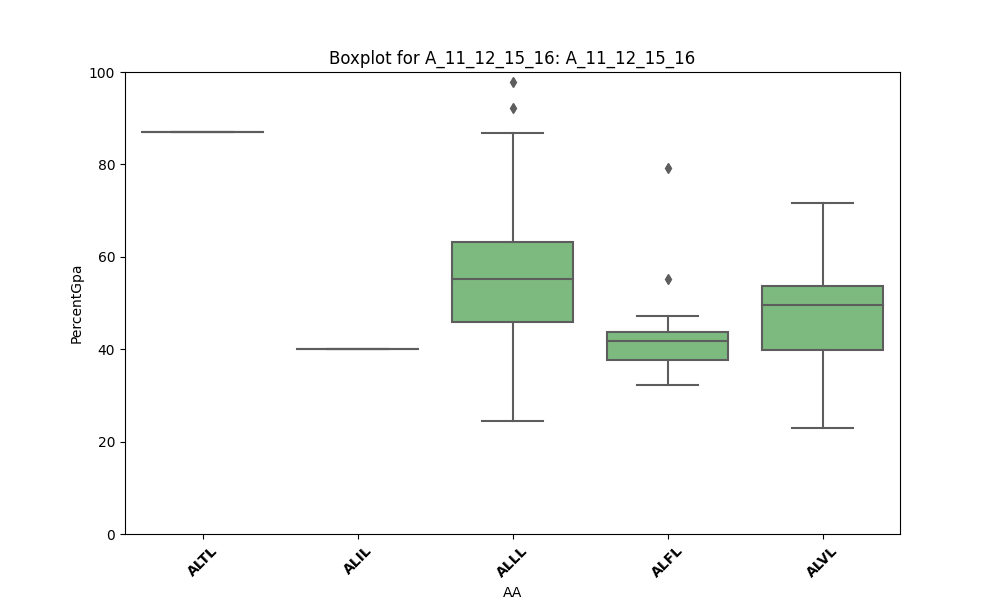 Boxplot for A_11_12_15_16: A_11_12_15_16
PercentGpa
100
80
60
40
20
0
ALTL
ALIL
ALLL
ALFL
ALVL
AA